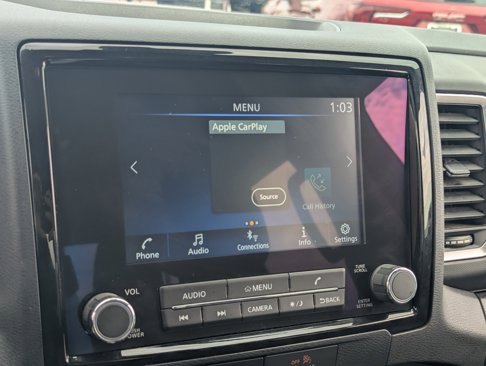 MENU 1:03
Apple CarPlay
Source
Call History
Phone Audio Connections Info Settings
VOL
PUSH POWER
AUDIO MENU
CAMERA BACK
TUNE SCROLL
ENTER SETTING
OFF